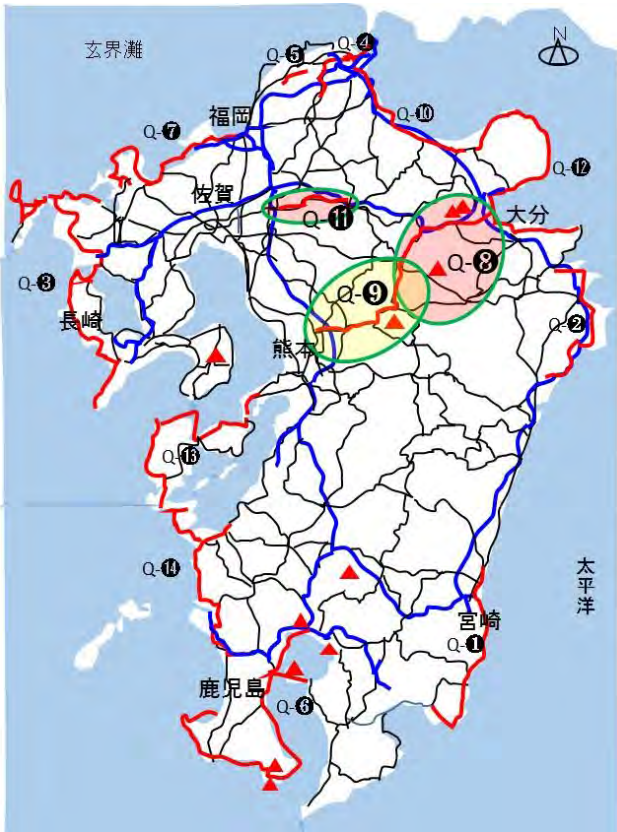 Q-❹
玄界灘
N
Q-❺
福岡
Q-❿
Q-❼
Q-⓬
佐賀
大分
Q-⓫
Q-❽
Q-❸
Q-❾
Q-❷
長崎
熊本
Q-⓭
Q-⓮
太平洋
宮崎
Q-❶
鹿児島
Q-❻